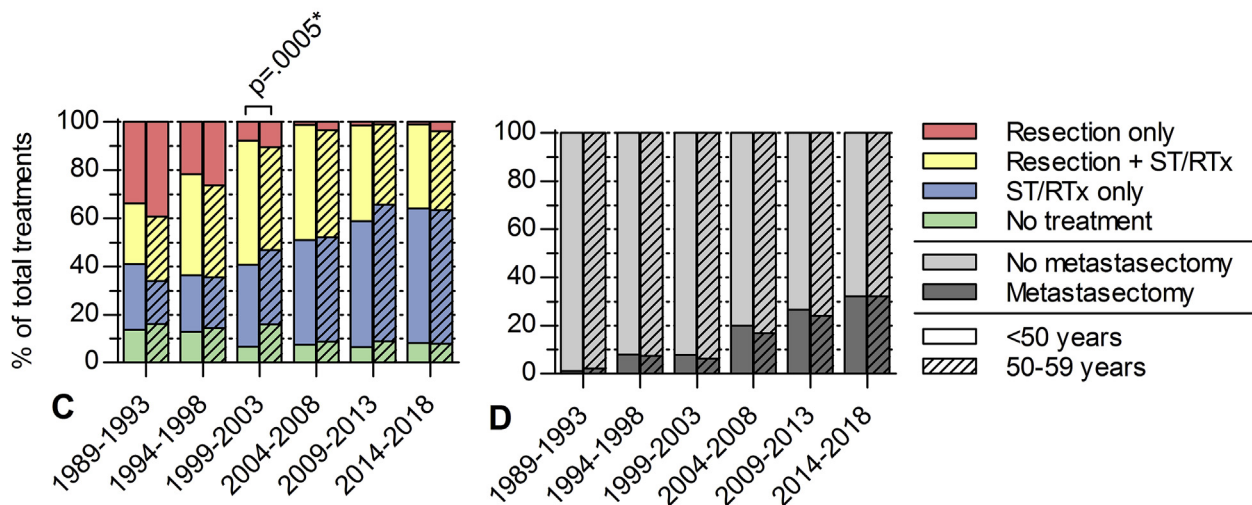 p=.0005*
% of total treatments
100
80
60
40
20
0
C
1989-1993
1994-1998
1999-2003
2004-2008
2009-2013
2014-2018
100
80
60
40
20
0
D
1989-1993
1994-1998
1999-2003
2004-2008
2009-2013
2014-2018
Resection only
Resection + ST/RTx
ST/RTx only
No treatment
No metastasectomy
Metastasectomy
<50 years
50-59 years